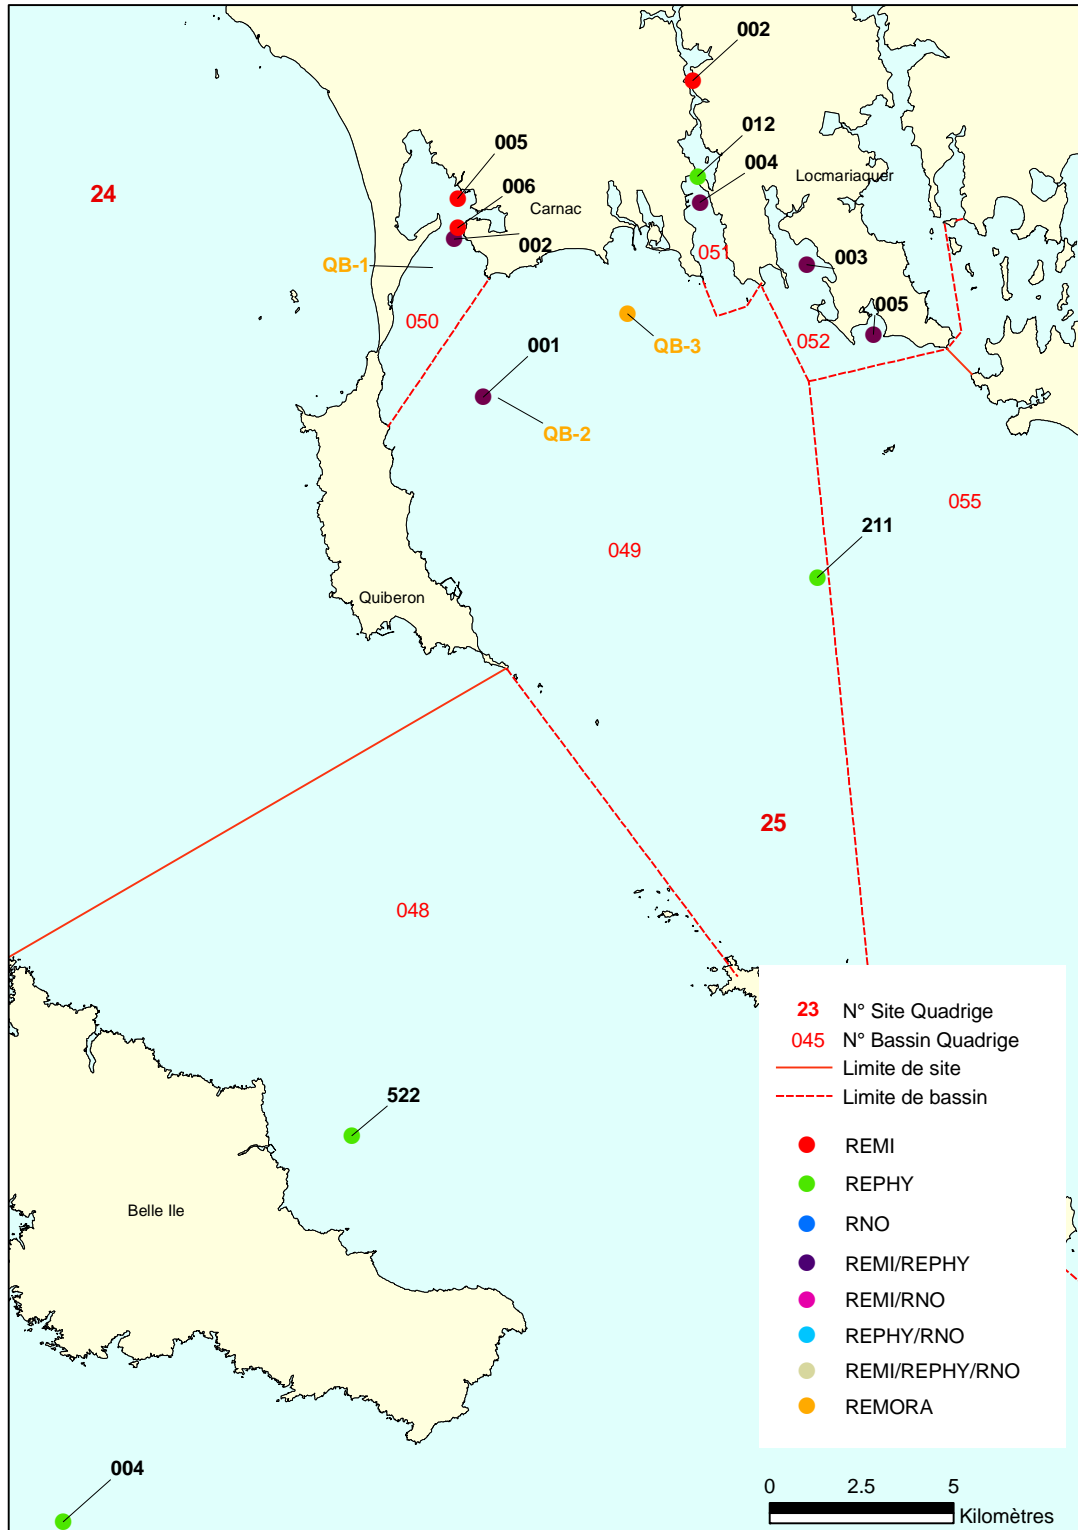 002
012
005
004
24
006
Locmariaquer
Carnac
002
051
003
QB-1
005
050
052
QB-3
001
QB-2
055
211
049
Quiberon
25
048
23 N° Site Quadrige
045 N° Bassin Quadrige
Limite de site
Limite de bassin
522
REMI
REPHY
Belle Ile
RNO
REMI/REPHY
REMI/RNO
REPHY/RNO
REMI/REPHY/RNO
REMORA
004
0 2.5 5
Kilomètres